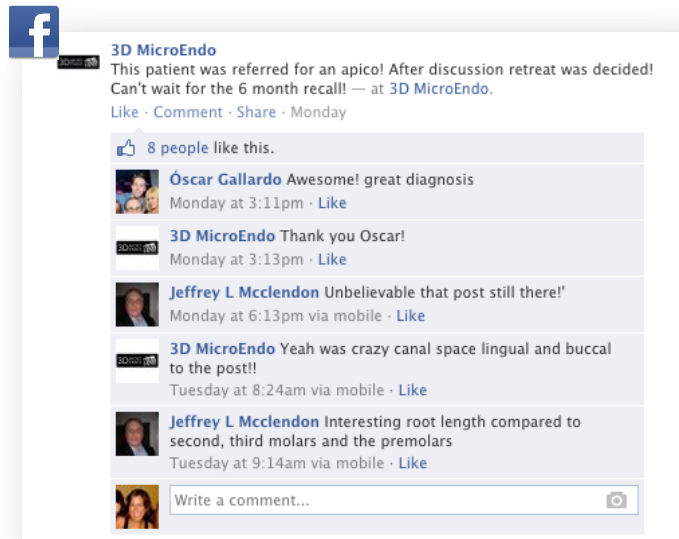 f
3D MicroEndo
This patient was referred for an apico! After discussion retreat was decided!
Can't wait for the 6 month recall! — at 3D MicroEndo.
Like · Comment · Share · Monday
8 people like this.
Óscar Gallardo Awesome! great diagnosis
Monday at 3:11pm · Like
3D MicroEndo Thank you Oscar!
Monday at 3:13pm · Like
Jeffrey L Mcclendon Unbelievable that post still there!'
Monday at 6:13pm via mobile · Like
3D MicroEndo Yeah was crazy canal space lingual and buccal
to the post!!
Tuesday at 8:24am via mobile · Like
Jeffrey L Mcclendon Interesting root length compared to
second, third molars and the premolars
Tuesday at 9:14am via mobile · Like
Write a comment...